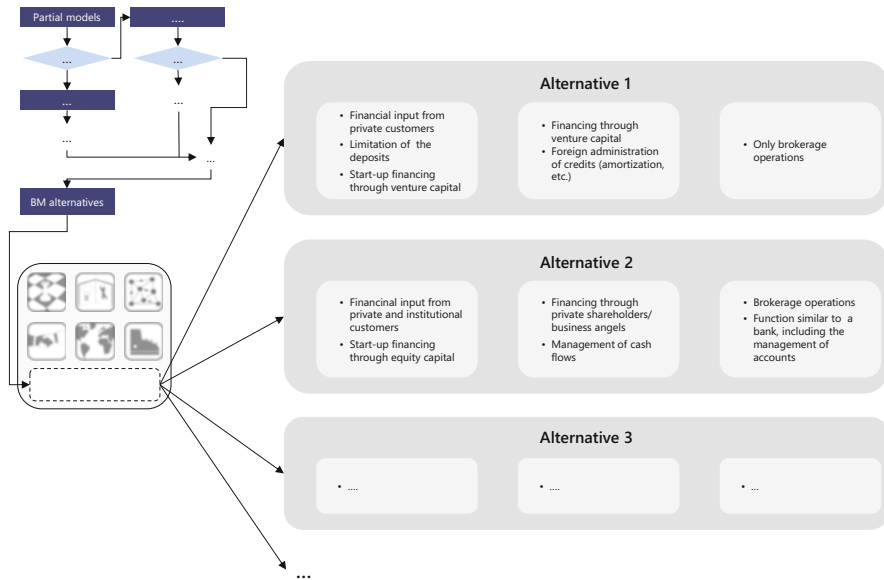 Partial models
....
...
...
...
...
...
...
BM alternatives
Alternative 1
• Financial input from
private customers
• Limitation of the
deposits
• Start-up financing
through venture capital
• Financing through
venture capital
• Foreign administration
of credits (amortization,
etc.)
• Only brokerage
operations
Alternative 2
• Financinal input from
private and institutional
customers
• Start-up financing
through equity capital
• Financing through
private shareholders/
business angels
• Management of cash
flows
• Brokerage operations
• Function similar to a
bank, including the
management of
accounts
Alternative 3
• ....
• ....
• ...
...